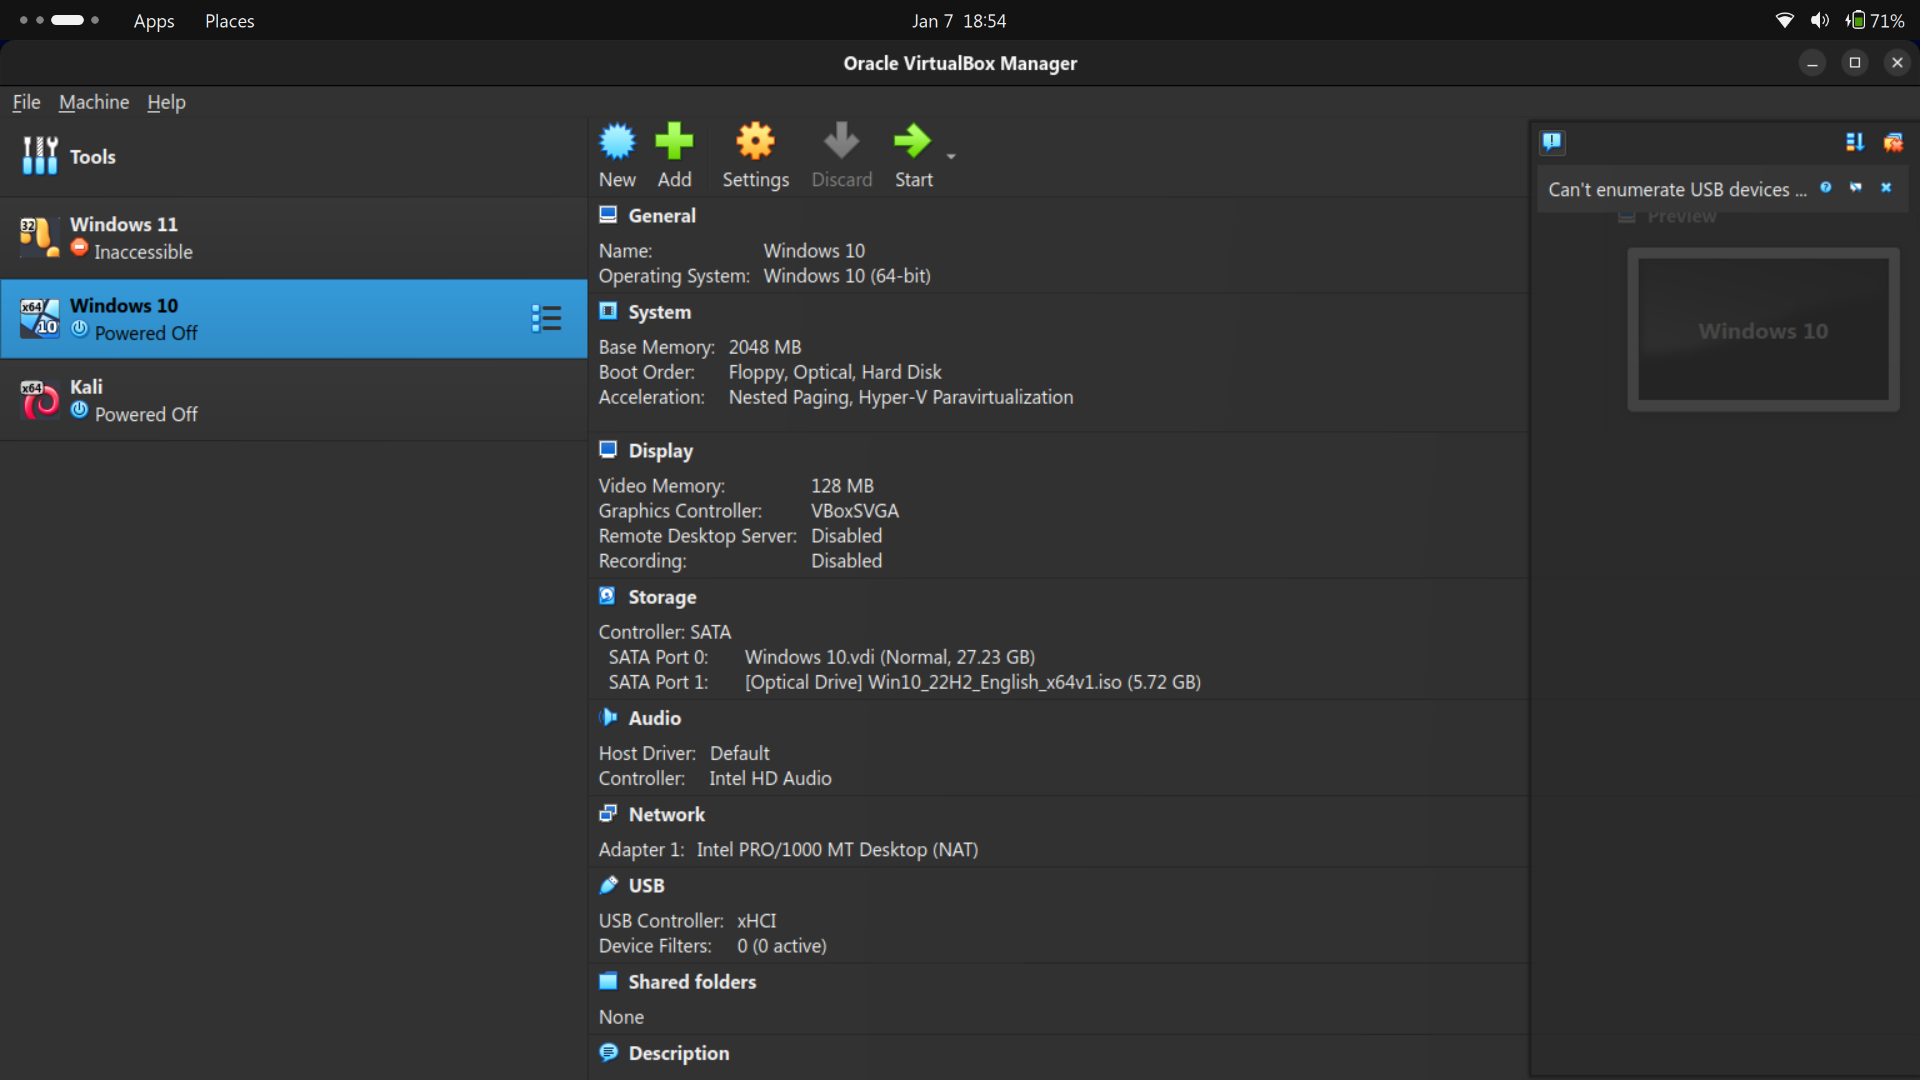 Apps Places Jan 7 18:54 71%
Oracle VirtualBox Manager
File Machine Help
Tools
Windows 11
32
Inaccessible
Windows 10
x64
10
Powered Off
Kali
x64
Powered Off
New Add Settings Discard Start
General
Name: Windows 10
Operating System: Windows 10 (64-bit)
System
Base Memory: 2048 MB
Boot Order: Floppy, Optical, Hard Disk
Acceleration: Nested Paging, Hyper-V Paravirtualization
Display
Video Memory: 128 MB
Graphics Controller: VBoxSVGA
Remote Desktop Server: Disabled
Recording: Disabled
Storage
Controller: SATA
SATA Port 0: Windows 10.vdi (Normal, 27.23 GB)
SATA Port 1: [Optical Drive] Win10_22H2_English_x64v1.iso (5.72 GB)
Audio
Host Driver: Default
Controller: Intel HD Audio
Network
Adapter 1: Intel PRO/1000 MT Desktop (NAT)
USB
USB Controller: xHCI
Device Filters: 0 (0 active)
Shared folders
None
Description
Can't enumerate USB devices ...
Preview
Windows 10